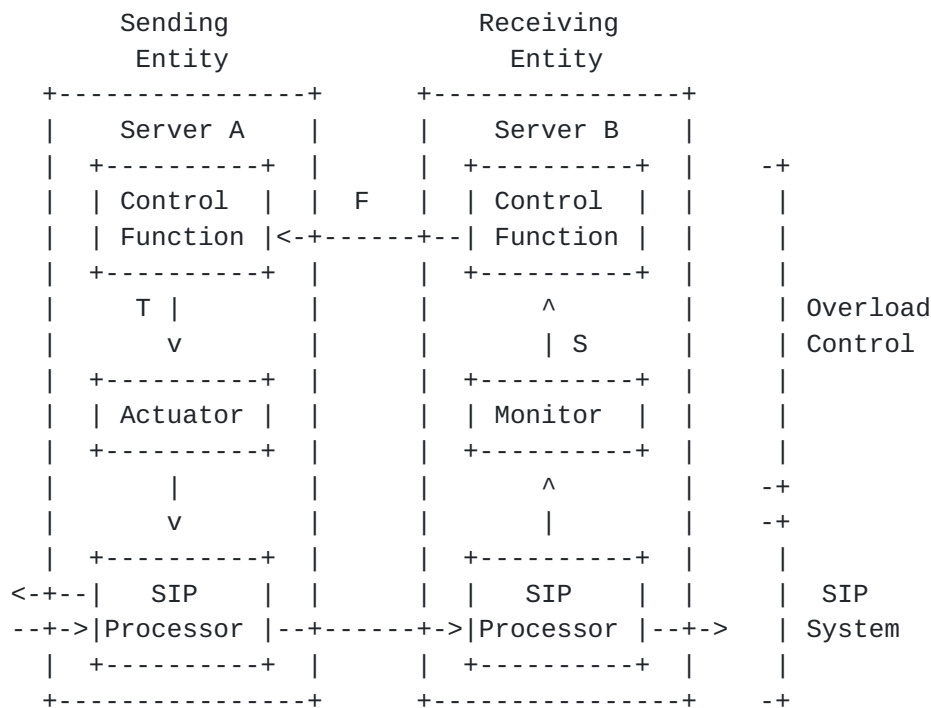 Sending Receiving
Entity Entity
+----------------+ +----------------+
| Server A | | Server B |
| +----------+ | | +----------+ | -+
| | Control | | F | | Control | | |
| | Function |<-+------+--| Function | | |
| +----------+ | | +----------+ | |
| T | | | ^ | | Overload
| v | | | S | | Control
| +----------+ | | +----------+ | |
| | Actuator | | | | Monitor | | |
| +----------+ | | +----------+ | |
| | | | ^ | -+
| v | | | | -+
| +----------+ | | +----------+ | |
<-+--| SIP | | | | SIP | | | SIP
--+->|Processor |--+------+->|Processor |--+-> | System
| +----------+ | | +----------+ | |
+----------------+ +----------------+ -+